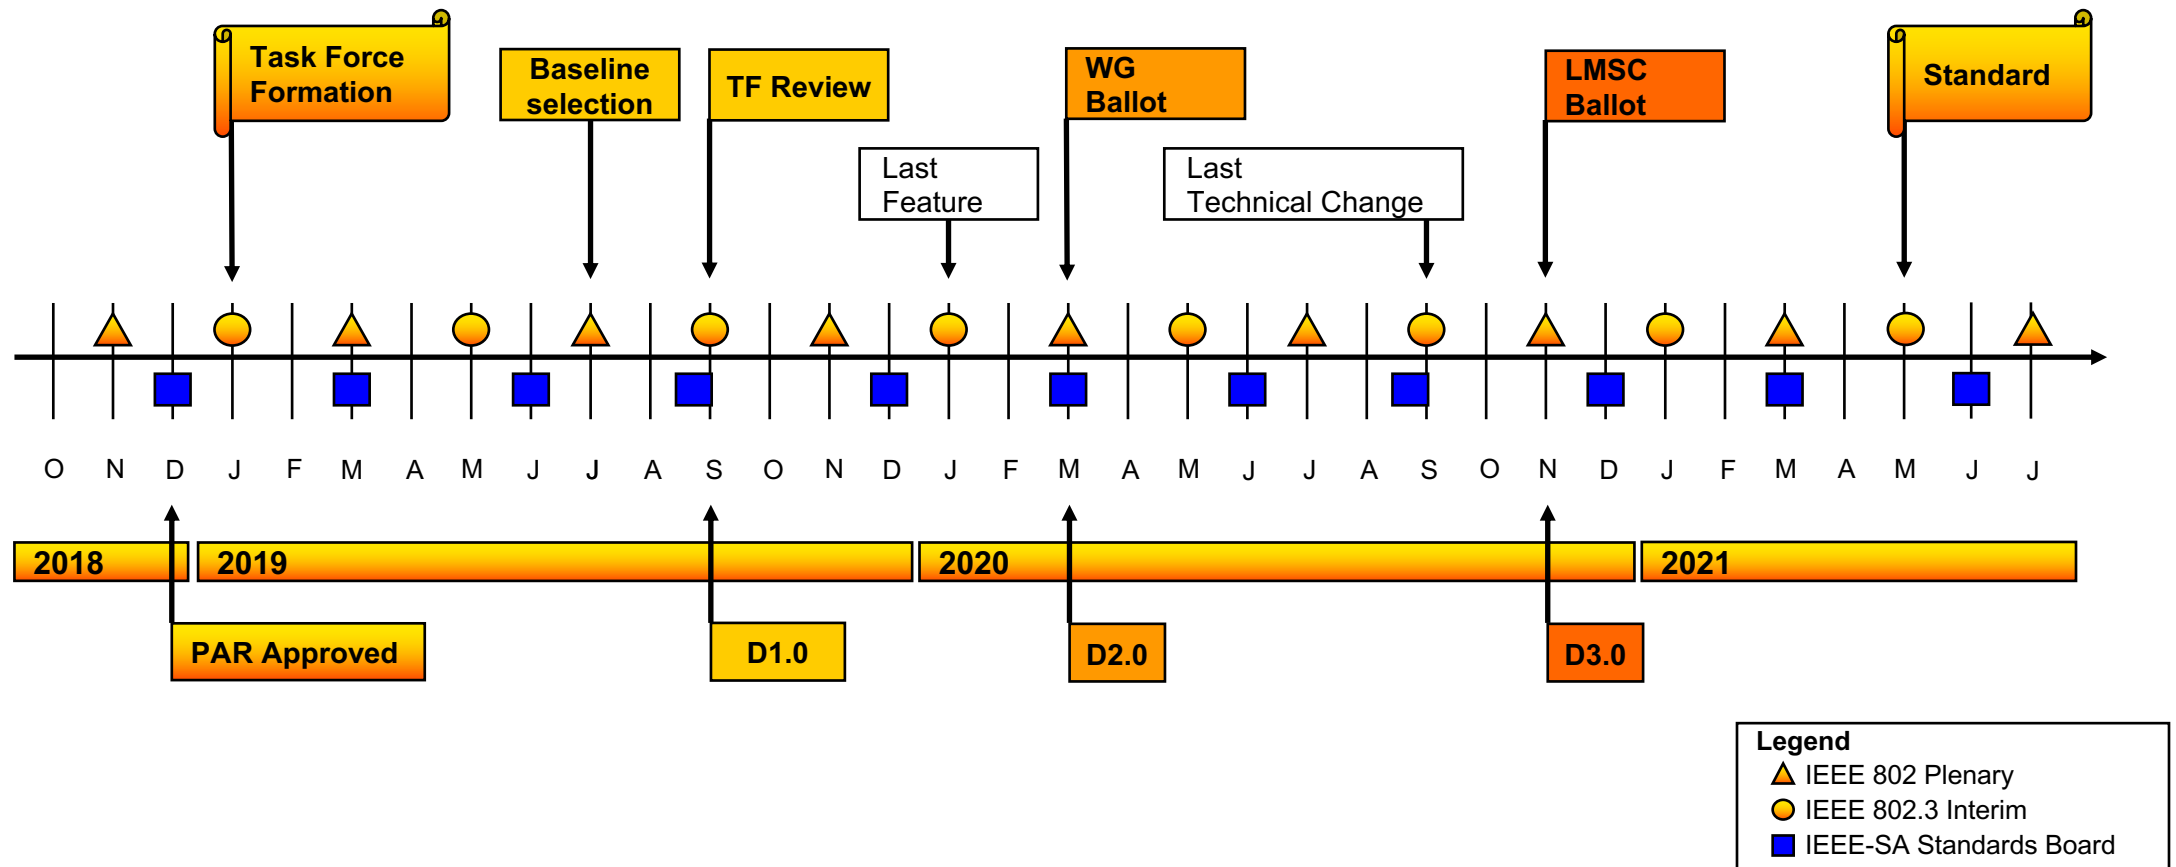 Task Force
Formation
Baseline
selection
TF Review
WG
Ballot
LMSC
Ballot
Standard
Last
Feature
Last
Technical Change
O N D J F M A M J J A S O N D J F M A M J J A S O N D J F M A M J J
2018 2019 2020 2021
PAR Approved D1.0 D2.0 D3.0
Legend
IEEE 802 Plenary
IEEE 802.3 Interim
IEEE-SA Standards Board